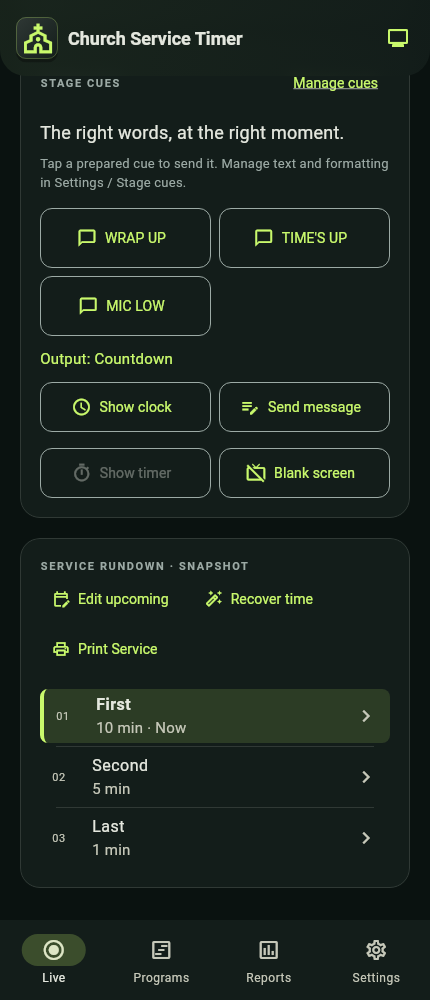 Church Service Timer
STAGE CUES
Manage cues
The right words, at the right moment.
Tap a prepared cue to send it. Manage text and formatting
in Settings / Stage cues.
WRAP UP
TIME'S UP
MIC LOW
Output: Countdown
Show clock
Send message
Show timer
Blank screen
SERVICE RUNDOWN · SNAPSHOT
Edit upcoming
Recover time
Print Service
01
First
10 min · Now
02
Second
5 min
03
Last
1 min
Live
Programs
Reports
Settings